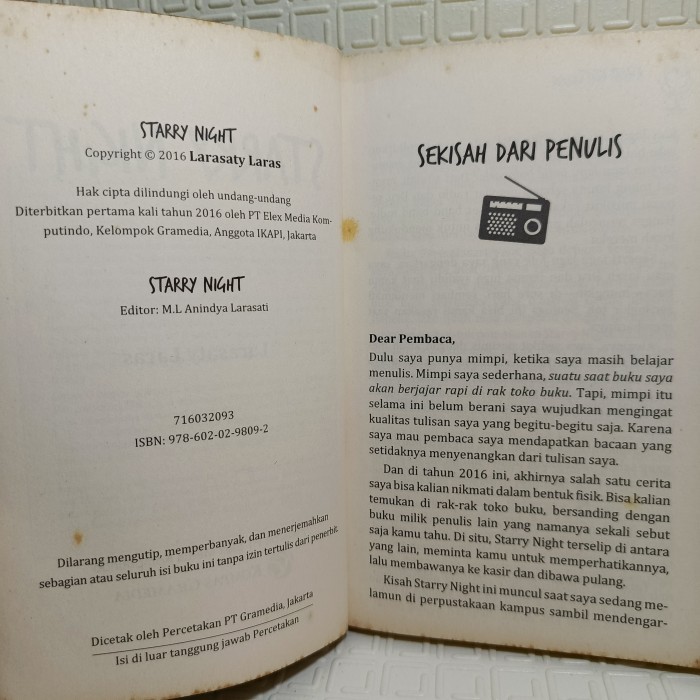 STARRY NIGHT
Copyright © 2016 Larasaty Laras
Hak cipta dilindungi oleh undang-undang
Diterbitkan pertama kali tahun 2016 oleh PT Elex Media Kom-
putindo, Kelompok Gramedia, Anggota IKAPI, Jakarta
STARRY NIGHT
Editor: M.L Anindya Larasati
716032093
ISBN: 978-602-02-9809-2
Dilarang mengutip, memperbanyak, dan menerjemahkan
sebagian atau seluruh isi buku ini tanpa izin tertulis dari penerbit
Dicetak oleh Percetakan PT Gramedia, Jakarta
Isi di luar tanggung jawab Percetakan
SEKISAH DARI PENULIS
Dear Pembaca,
Dulu saya punya mimpi, ketika saya masih belajar
menulis. Mimpi saya sederhana, suatu saat buku saya
akan berjajar rapi di rak toko buku. Tapi, mimpi itu
selama ini belum berani saya wujudkan mengingat
kualitas tulisan saya yang begitu-begitu saja. Karena
saya mau pembaca saya mendapatkan bacaan yang
setidaknya menyenangkan dari tulisan saya.
Dan di tahun 2016 ini, akhirnya salah satu cerita
saya bisa kalian nikmati dalam bentuk fisik. Bisa kalian
temukan di rak-rak toko buku, bersanding dengan
buku milik penulis lain yang namanya sekali sebut
saja kamu tahu. Di situ, Starry Night terselip di antara
yang lain, meminta kamu untuk memperhatikannya,
lalu membawanya ke kasir dan dibawa pulang.
Kisah Starry Night ini muncul saat saya sedang me-
lamun di perpustakaan kampus sambil mendengar-